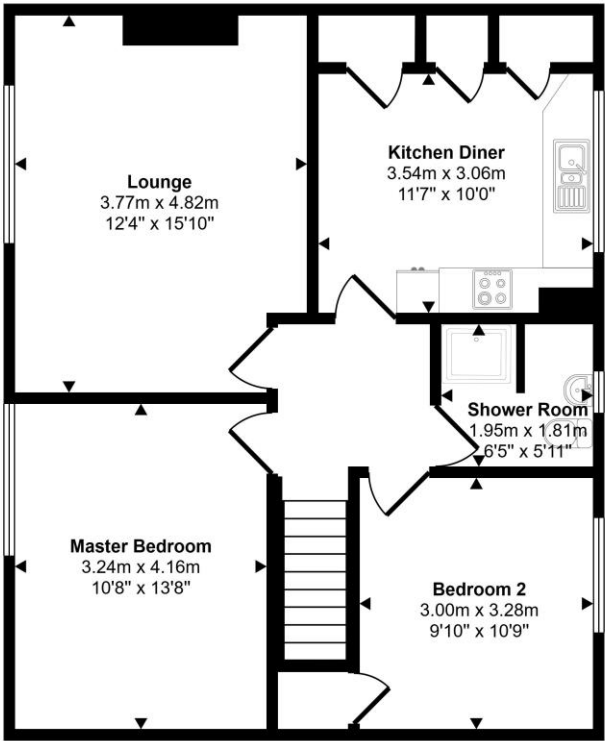 Lounge
3.77m x 4.82m
12'4" x 15'10"
Kitchen Diner
3.54m x 3.06m
11'7" x 10'0"
Shower Room
1.95m x 1.81m
6'5" x 5'11"
Master Bedroom
3.24m x 4.16m
10'8" x 13'8"
Bedroom 2
3.00m x 3.28m
9'10" x 10'9"